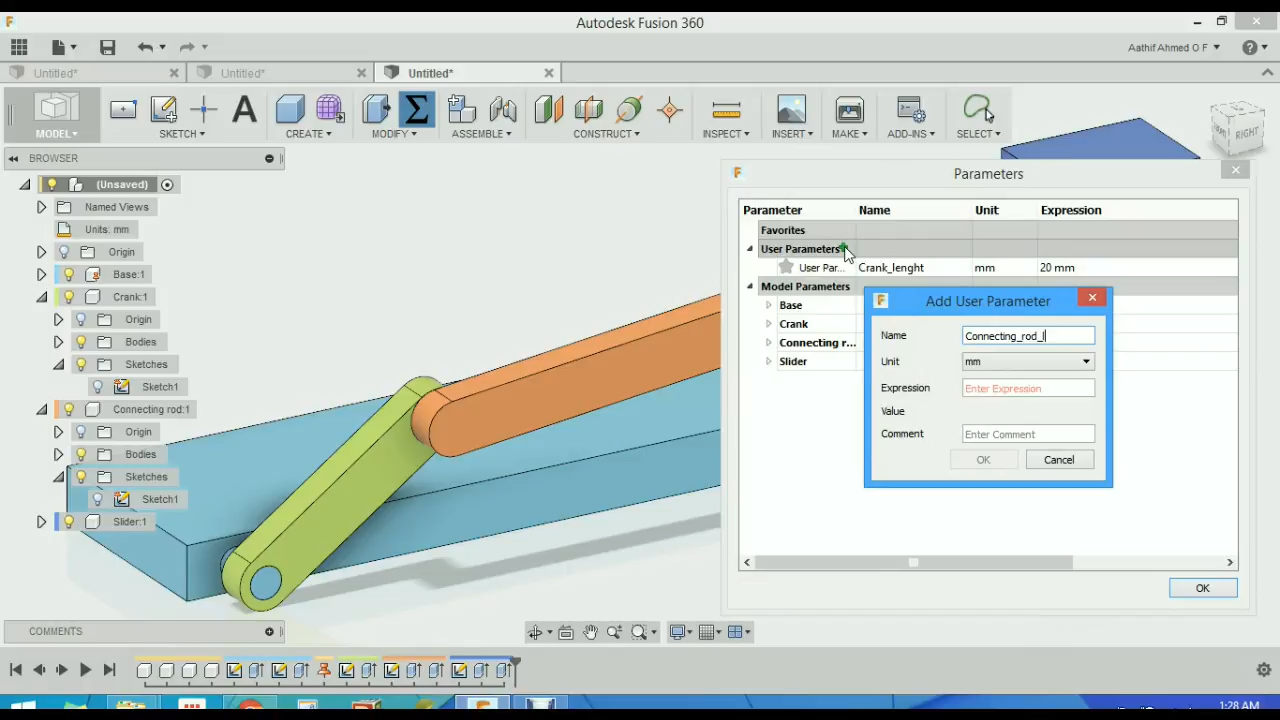 Autodesk Fusion 360
Aathif Ahmed O F
Untitled*
Untitled*
Untitled*
MODEL
SKETCH
CREATE
MODIFY
ASSEMBLE
CONSTRUCT
INSPECT
INSERT
MAKE
ADD-INS
SELECT
RIGHT
BROWSER
(Unsaved)
Named Views
Units: mm
Origin
Base:1
Crank:1
Origin
Bodies
Sketches
Sketch1
Connecting rod:1
Origin
Bodies
Sketches
Sketch1
Slider:1
Parameters
Parameter Name Unit Expression
Favorites
User Parameters
User Par... Crank_lenght mm 20 mm
Model Parameters
Base
Crank
Connecting r...
Slider
Add User Parameter
Name Connecting_rod_l
Unit mm
Expression Enter Expression
Value
Comment Enter Comment
OK Cancel
OK
COMMENTS
1:28 AM